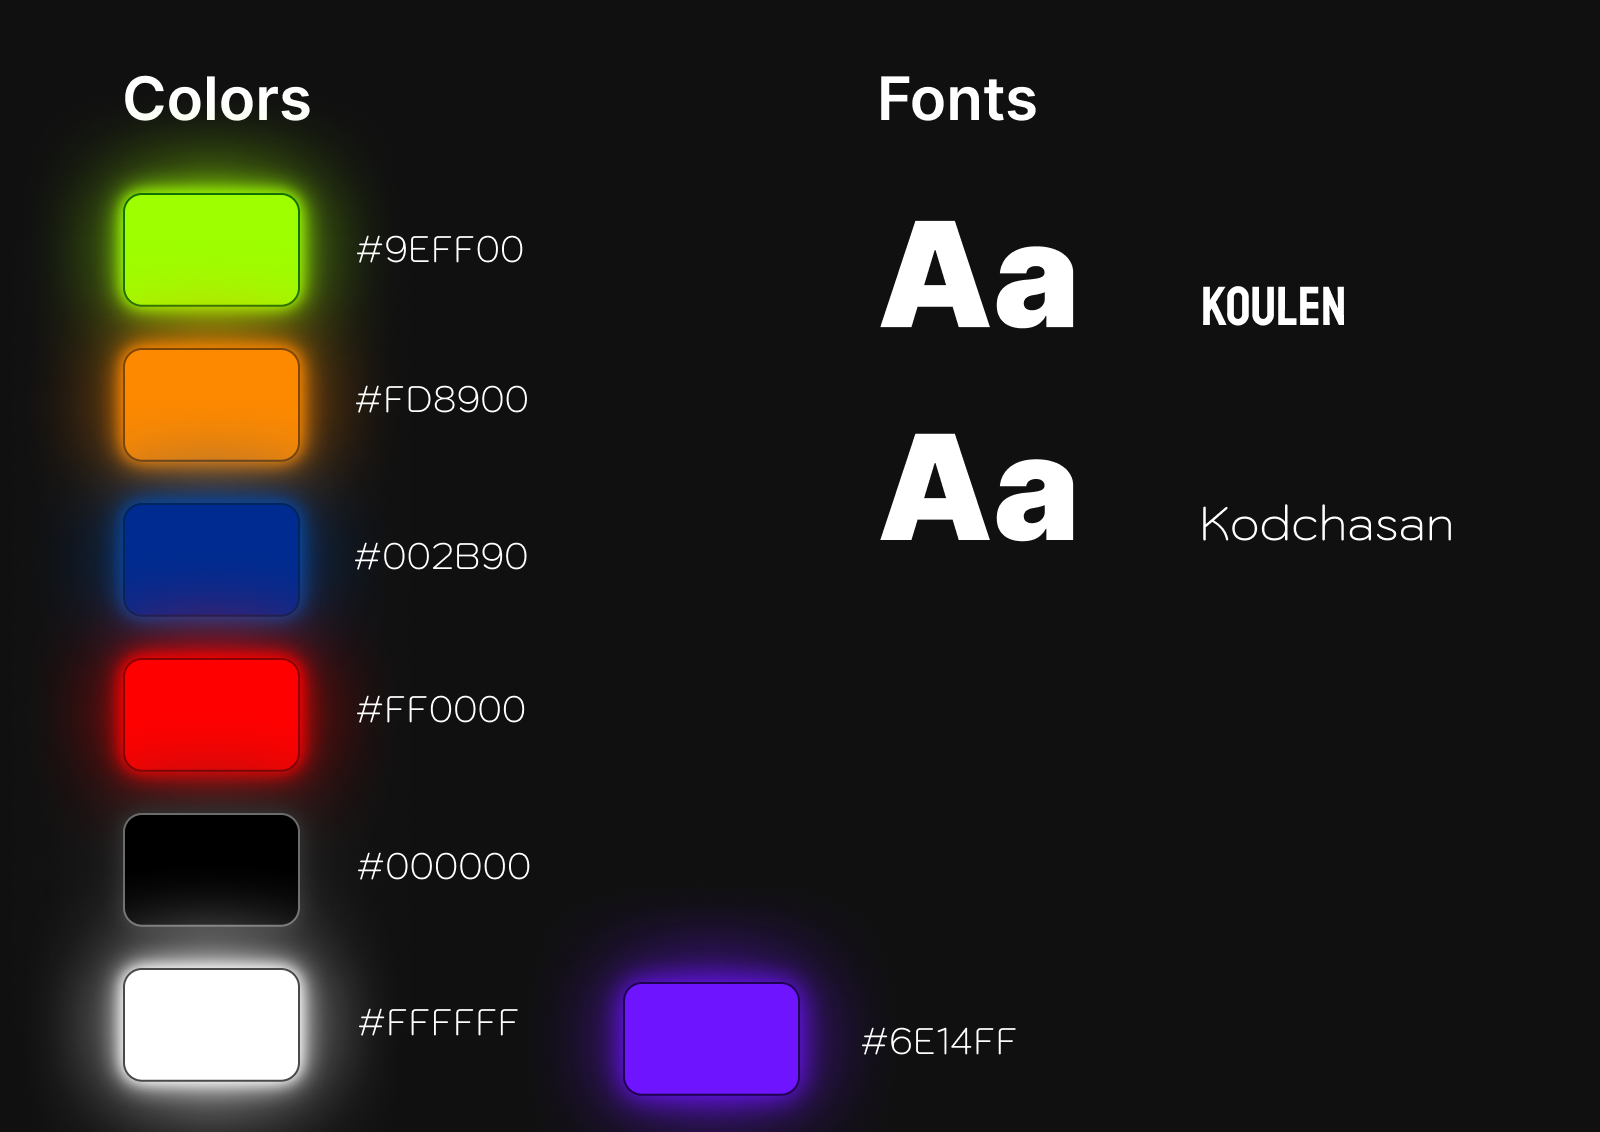 Colors
#9EFF00
#FD8900
#002B90
#FF0000
#000000
#FFFFFF
#6E14FF
Fonts
Aa
KOULEN
Aa
Kodchasan